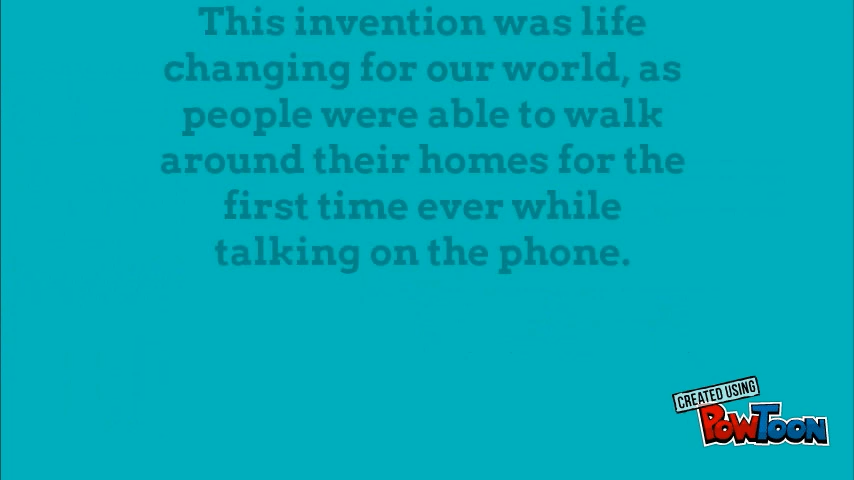 This invention was life
changing for our world, as
people were able to walk
around their homes for the
first time ever while
talking on the phone.
CREATED USING
POWTOON